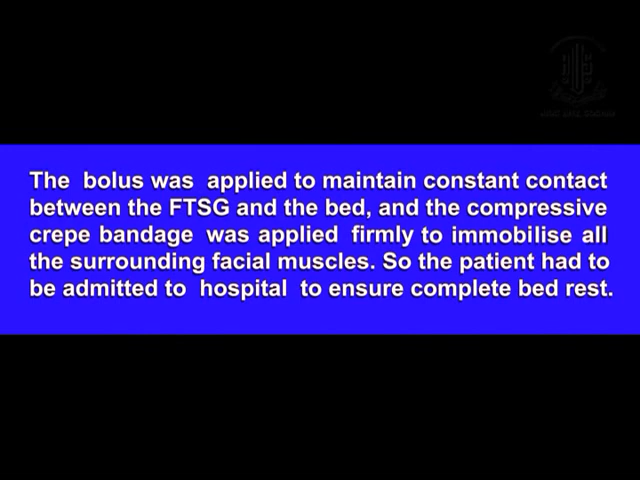 The bolus was applied to maintain constant contact
between the FTSG and the bed, and the compressive
crepe bandage was applied firmly to immobilise all
the surrounding facial muscles. So the patient had to
be admitted to hospital to ensure complete bed rest.